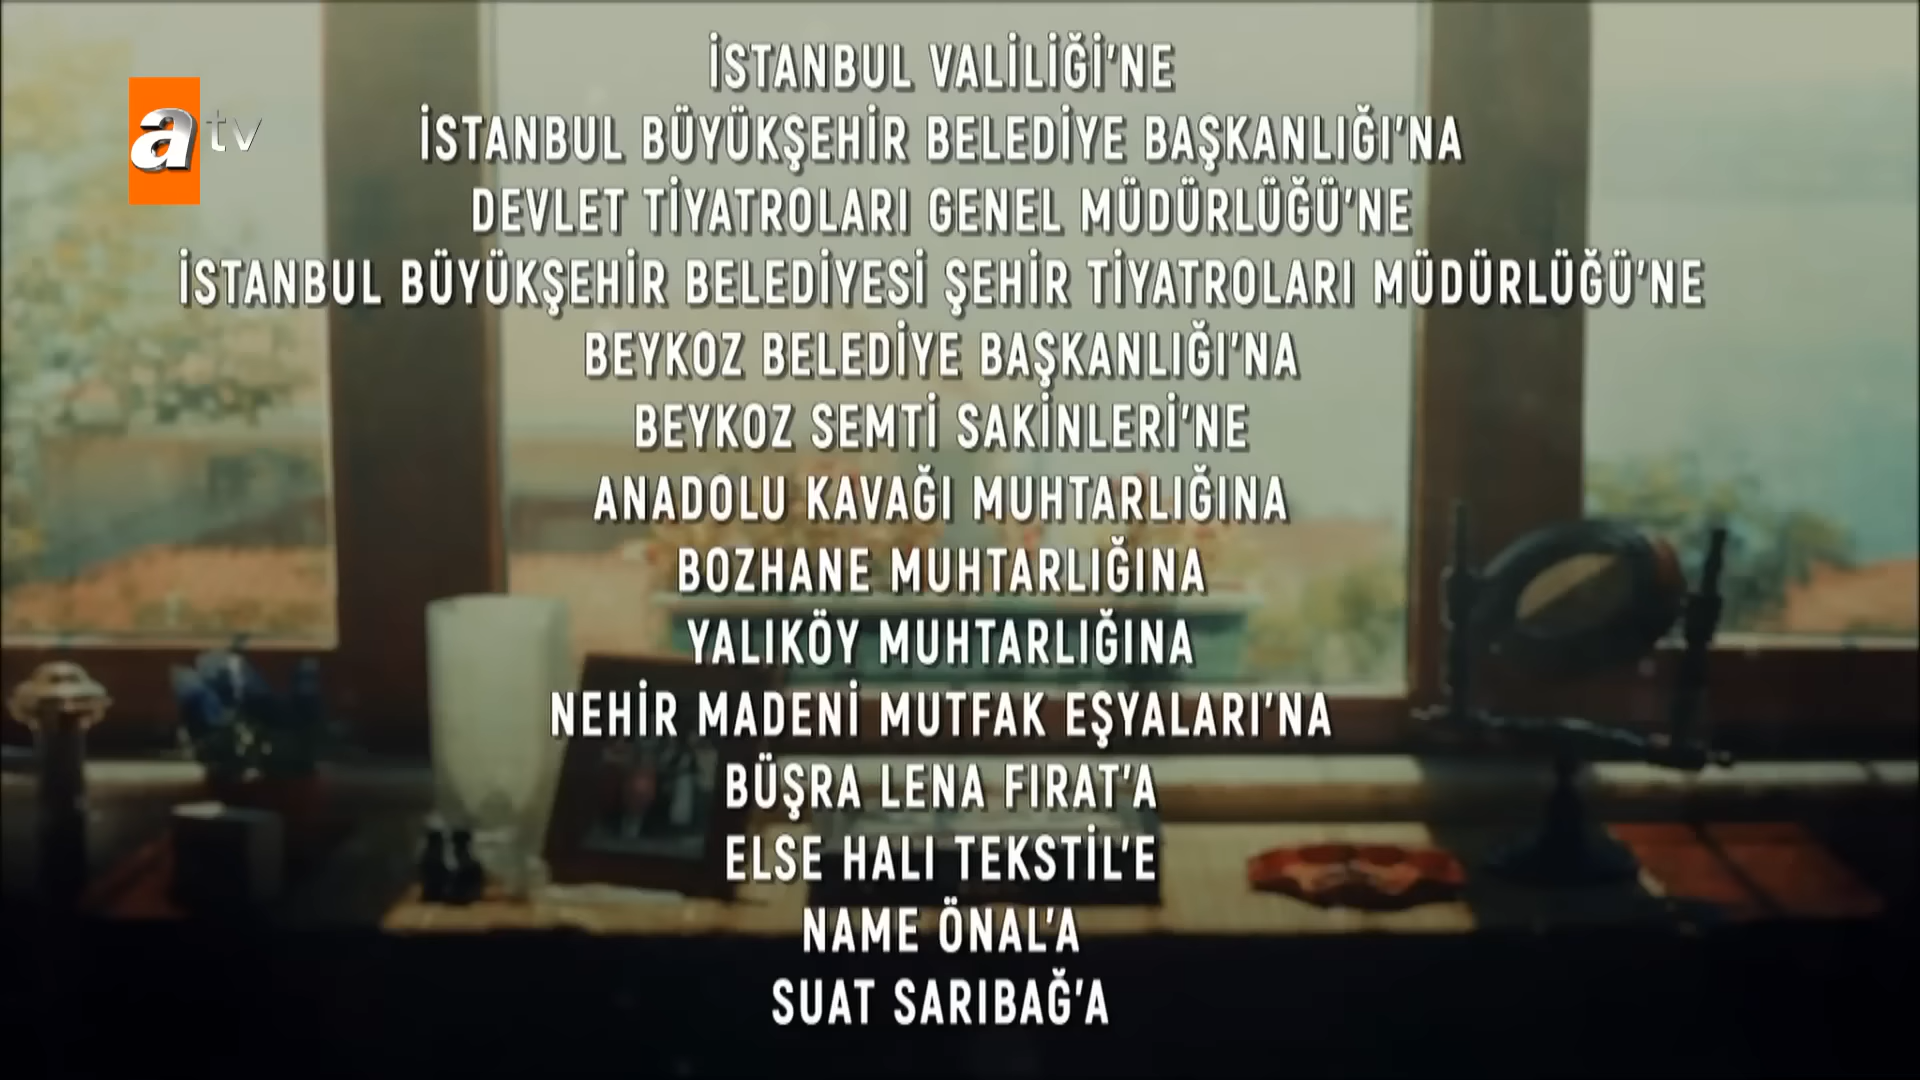 atv
İSTANBUL VALİLİĞİ'NE
İSTANBUL BÜYÜKŞEHİR BELEDİYE BAŞKANLIĞI'NA
DEVLET TİYATROLARI GENEL MÜDÜRLÜĞÜ'NE
İSTANBUL BÜYÜKŞEHİR BELEDİYESİ ŞEHİR TİYATROLARI MÜDÜRLÜĞÜ'NE
BEYKOZ BELEDİYE BAŞKANLIĞI'NA
BEYKOZ SEMTİ SAKİNLERİ'NE
ANADOLU KAVAĞI MUHTARLIĞINA
BOZHANE MUHTARLIĞINA
YALIKÖY MUHTARLIĞINA
NEHİR MADENİ MUTFAK EŞYALARI'NA
BÜŞRA LENA FIRAT'A
ELSE HALI TEKSTİL'E
NAME ÖNAL'A
SUAT SARIBAĞ'A